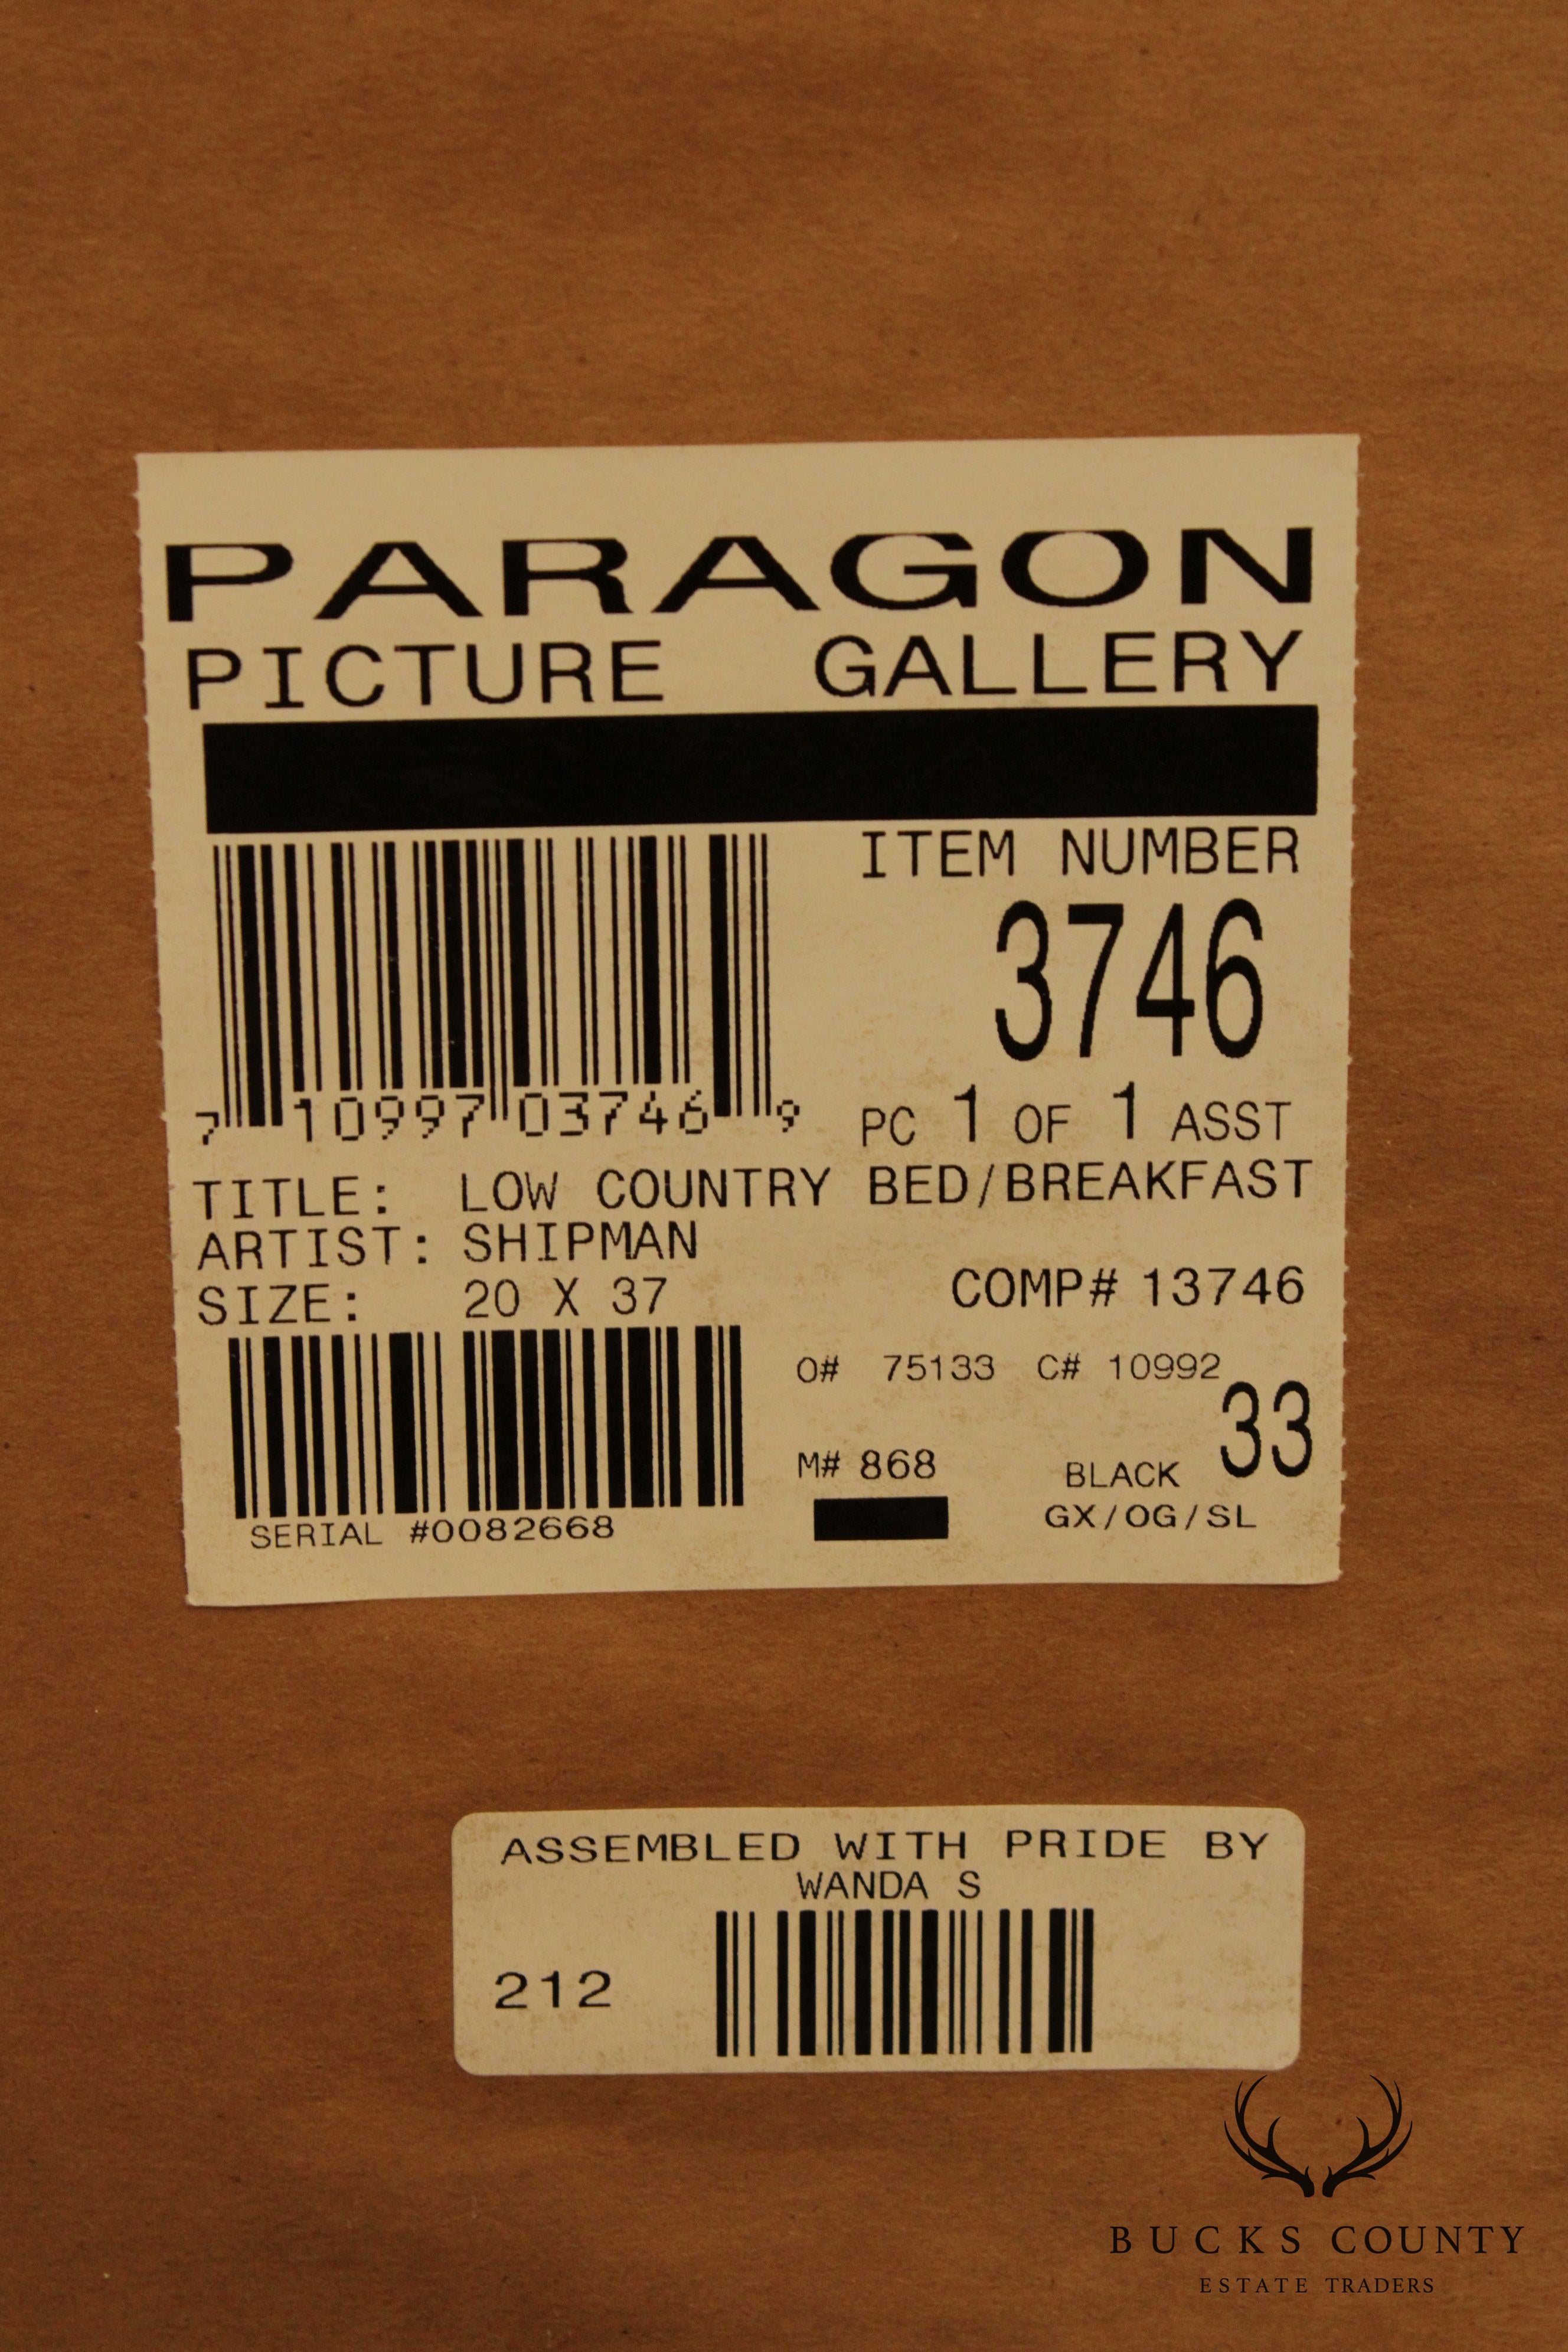 PARAGON
PICTURE GALLERY
ITEM NUMBER
3746
7 10997 03746 9
PC 1 OF 1 ASST
TITLE: LOW COUNTRY BED/BREAKFAST
ARTIST: SHIPMAN
SIZE: 20 X 37
COMP# 13746
O# 75133 C# 10992
33
M# 868 BLACK
GX/OG/SL
SERIAL #0082668
ASSEMBLED WITH PRIDE BY
WANDA S
212
BUCKS COUNTY
ESTATE TRADERS